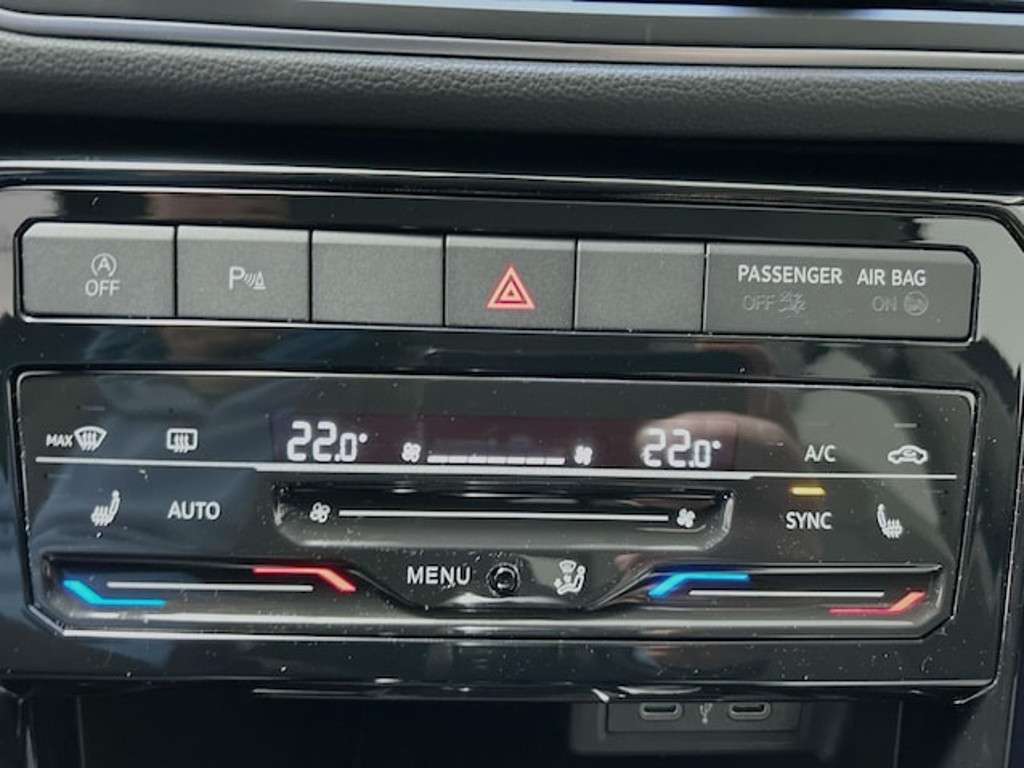 A
OFF
P
PASSENGER AIR BAG
OFF ON
22.0° 22.0°
MAX A/C
AUTO SYNC
MENU